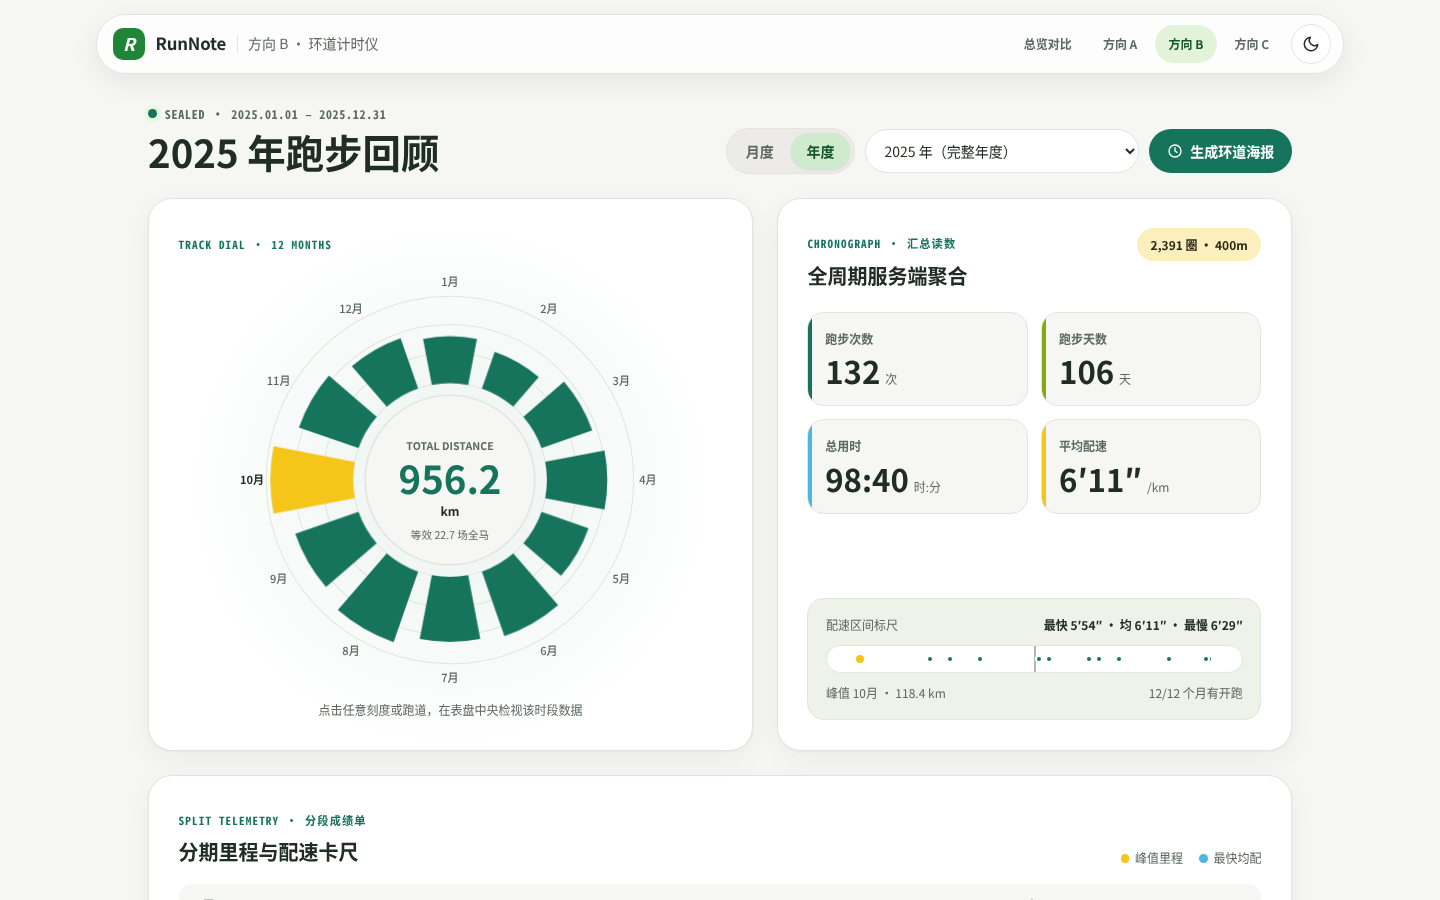 R RunNote 方向 B • 环道计时仪 总览对比 方向 A 方向 B 方向 C
SEALED • 2025.01.01 – 2025.12.31
2025 年跑步回顾
月度 年度 2025 年（完整年度） 生成环道海报
TRACK DIAL • 12 MONTHS
1月
2月
3月
4月
5月
6月
7月
8月
9月
10月
11月
12月
TOTAL DISTANCE
956.2
km
等效 22.7 场全马
点击任意刻度或跑道，在表盘中央检视该时段数据
CHRONOGRAPH • 汇总读数
全周期服务端聚合
2,391 圈 • 400m
跑步次数
132 次
跑步天数
106 天
总用时
98:40 时:分
平均配速
6′11″ /km
配速区间标尺 最快 5′54″ • 均 6′11″ • 最慢 6′29″
峰值 10月 • 118.4 km 12/12 个月有开跑
SPLIT TELEMETRY • 分段成绩单
分期里程与配速卡尺
峰值里程 最快均配